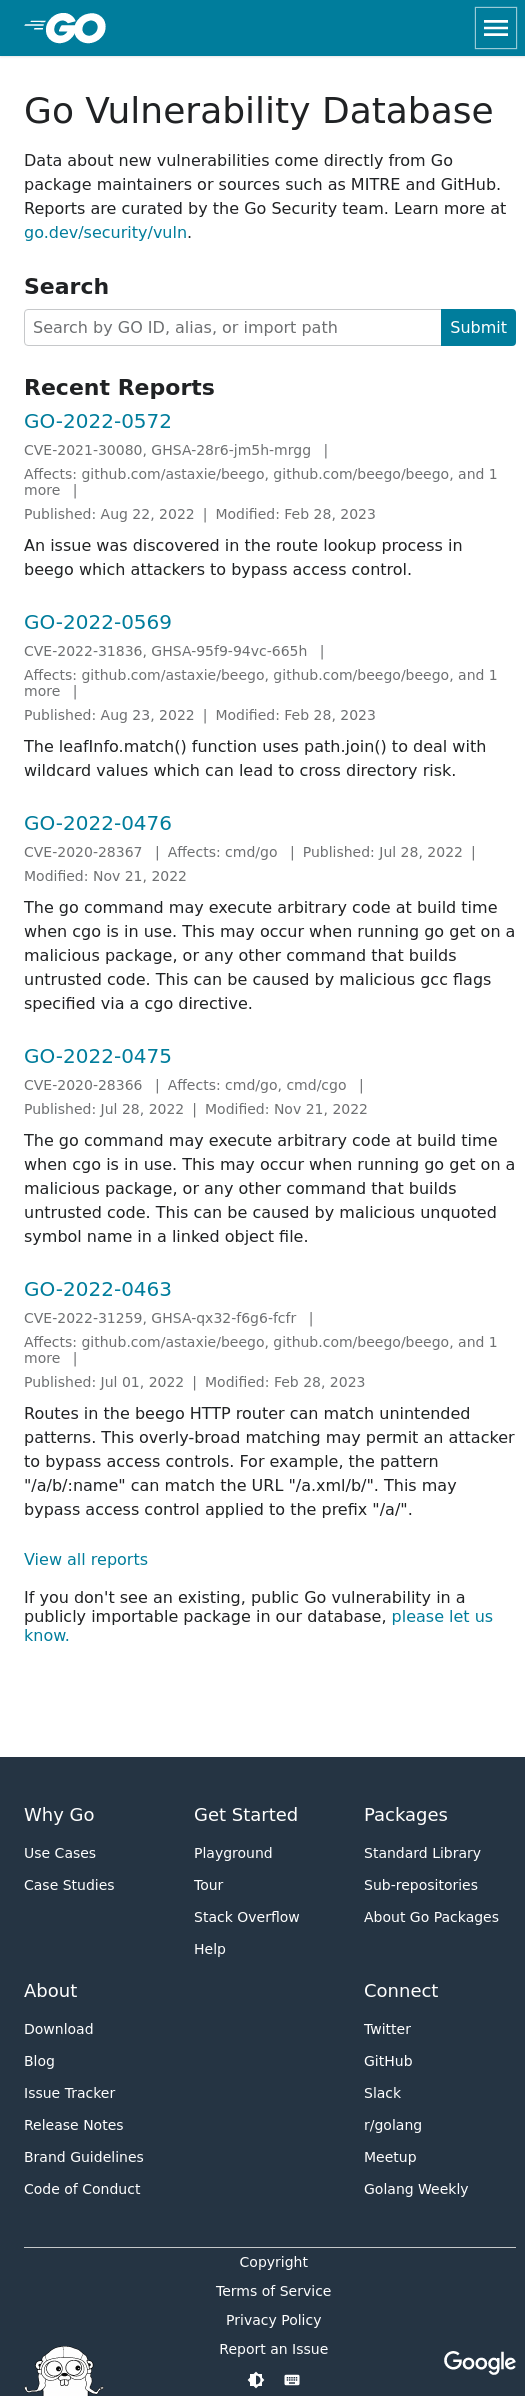 GO
Go Vulnerability Database
Data about new vulnerabilities come directly from Go
package maintainers or sources such as MITRE and GitHub.
Reports are curated by the Go Security team. Learn more at
go.dev/security/vuln.
Search
Search by GO ID, alias, or import path
Submit
Recent Reports
GO-2022-0572
CVE-2021-30080, GHSA-28r6-jm5h-mrgg |
Affects: github.com/astaxie/beego, github.com/beego/beego, and 1
more |
Published: Aug 22, 2022 | Modified: Feb 28, 2023
An issue was discovered in the route lookup process in
beego which attackers to bypass access control.
GO-2022-0569
CVE-2022-31836, GHSA-95f9-94vc-665h |
Affects: github.com/astaxie/beego, github.com/beego/beego, and 1
more |
Published: Aug 23, 2022 | Modified: Feb 28, 2023
The leafInfo.match() function uses path.join() to deal with
wildcard values which can lead to cross directory risk.
GO-2022-0476
CVE-2020-28367 | Affects: cmd/go | Published: Jul 28, 2022 |
Modified: Nov 21, 2022
The go command may execute arbitrary code at build time
when cgo is in use. This may occur when running go get on a
malicious package, or any other command that builds
untrusted code. This can be caused by malicious gcc flags
specified via a cgo directive.
GO-2022-0475
CVE-2020-28366 | Affects: cmd/go, cmd/cgo |
Published: Jul 28, 2022 | Modified: Nov 21, 2022
The go command may execute arbitrary code at build time
when cgo is in use. This may occur when running go get on a
malicious package, or any other command that builds
untrusted code. This can be caused by malicious unquoted
symbol name in a linked object file.
GO-2022-0463
CVE-2022-31259, GHSA-qx32-f6g6-fcfr |
Affects: github.com/astaxie/beego, github.com/beego/beego, and 1
more |
Published: Jul 01, 2022 | Modified: Feb 28, 2023
Routes in the beego HTTP router can match unintended
patterns. This overly-broad matching may permit an attacker
to bypass access controls. For example, the pattern
"/a/b/:name" can match the URL "/a.xml/b/". This may
bypass access control applied to the prefix "/a/".
View all reports
If you don't see an existing, public Go vulnerability in a
publicly importable package in our database, please let us
know.
Why Go
Use Cases
Case Studies
Get Started
Playground
Tour
Stack Overflow
Help
Packages
Standard Library
Sub-repositories
About Go Packages
About
Download
Blog
Issue Tracker
Release Notes
Brand Guidelines
Code of Conduct
Connect
Twitter
GitHub
Slack
r/golang
Meetup
Golang Weekly
Copyright
Terms of Service
Privacy Policy
Report an Issue
Google